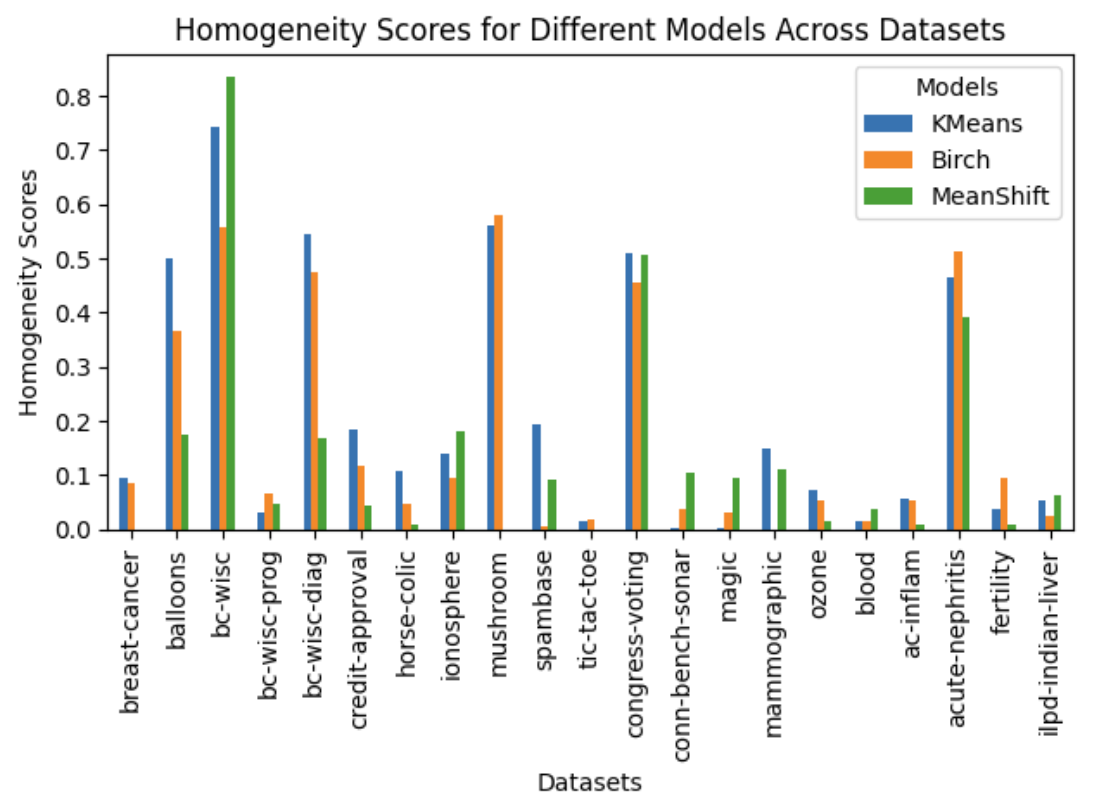 Homogeneity Scores for Different Models Across Datasets
Models
KMeans
Birch
MeanShift
Homogeneity Scores
0.8
0.7
0.6
0.5
0.4
0.3
0.2
0.1
0.0
breast-cancer
balloons
bc-wisc
bc-wisc-prog
bc-wisc-diag
credit-approval
horse-colic
ionosphere
mushroom
spambase
tic-tac-toe
congress-voting
conn-bench-sonar
magic
mammographic
ozone
blood
ac-inflam
acute-nephritis
fertility
ilpd-indian-liver
Datasets